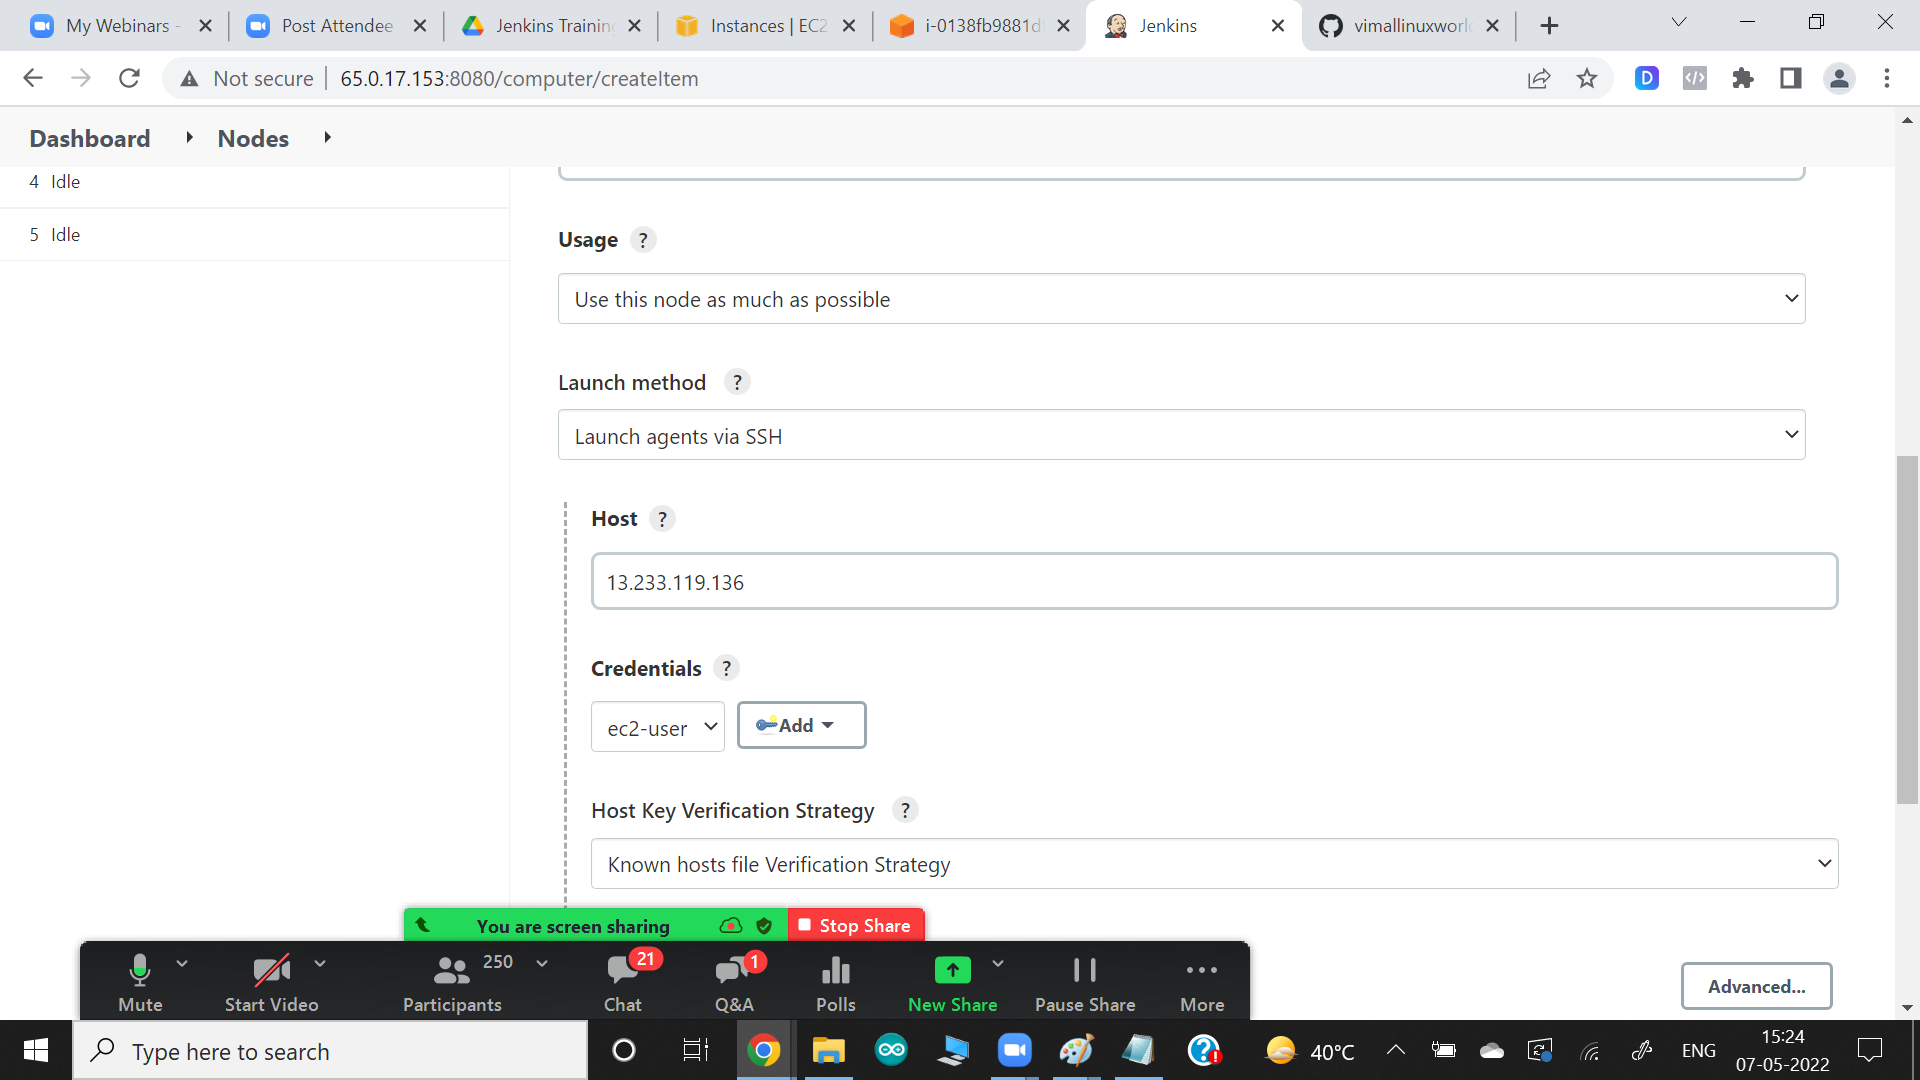 My Webinars -
Post Attendee
Jenkins Training
Instances | EC2
i-0138fb9881d
Jenkins
vimallinuxworld
Not secure
65.0.17.153:8080/computer/createItem
D
Dashboard
Nodes
4 Idle
5 Idle
Usage ?
Use this node as much as possible
Launch method ?
Launch agents via SSH
Host ?
13.233.119.136
Credentials ?
ec2-user
Add
Host Key Verification Strategy ?
Known hosts file Verification Strategy
You are screen sharing
Stop Share
Mute
Start Video
250
Participants
21
Chat
1
Q&A
Polls
New Share
Pause Share
More
Advanced...
Type here to search
40°C
ENG
15:24
07-05-2022